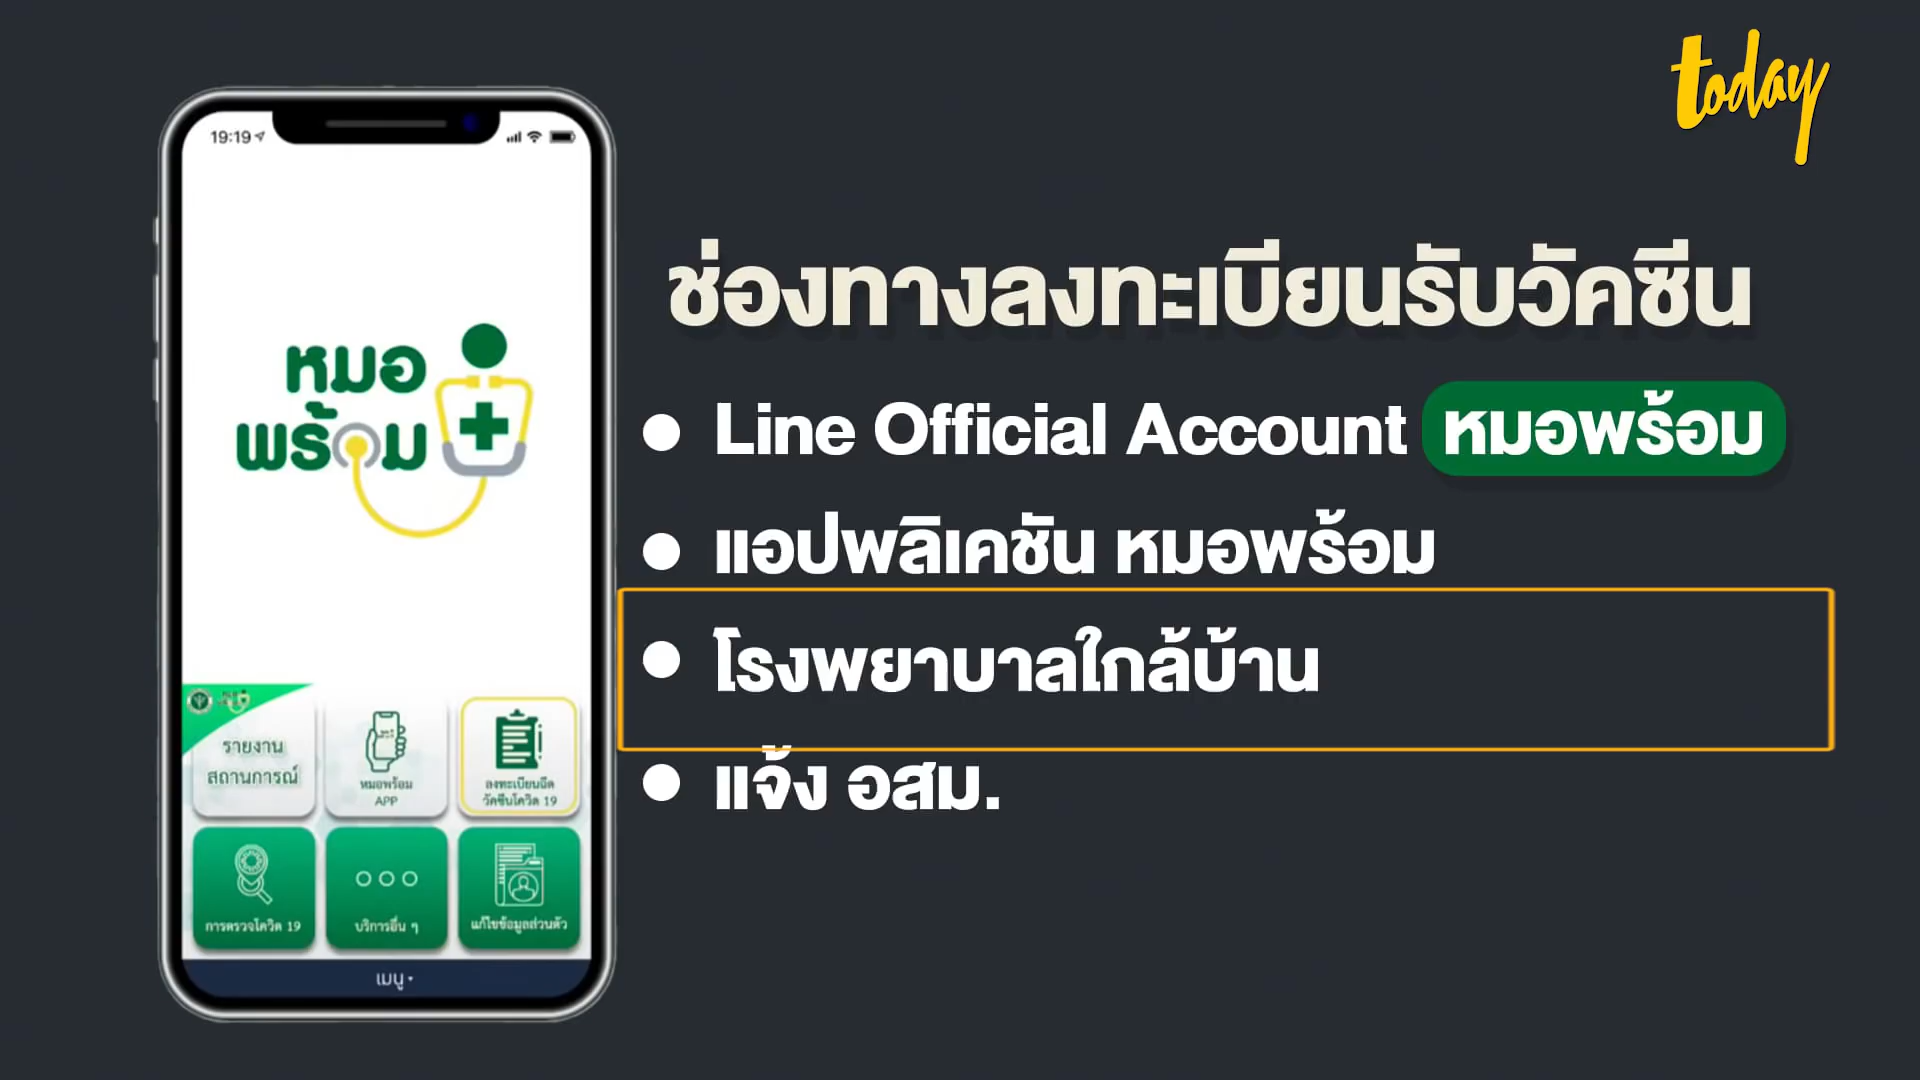 today
19:19
หมอ
พร้อม
รายงาน
สถานการณ์
หมอพร้อม
APP
ลงทะเบียนฉีด
วัคซีนโควิด 19
การตรวจโควิด 19
บริการอื่น ๆ
แก้ไขข้อมูลส่วนตัว
เมนู
ช่องทางลงทะเบียนรับวัคซีน
• Line Official Account หมอพร้อม
• แอปพลิเคชัน หมอพร้อม
• โรงพยาบาลใกล้บ้าน
• แจ้ง อสม.